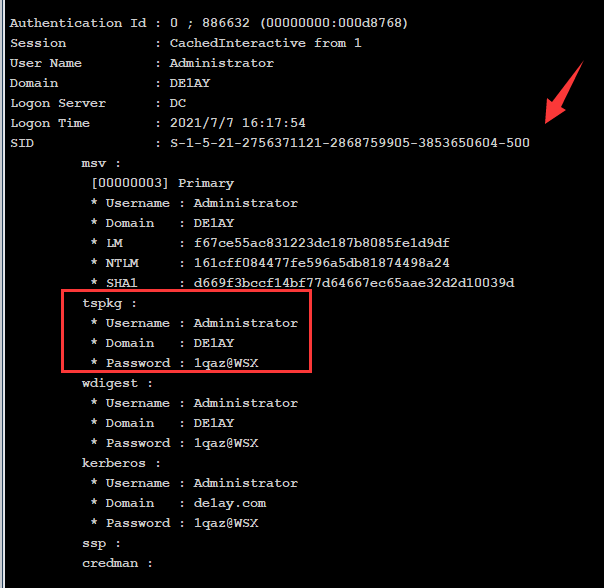 Authentication Id : 0 ; 886632 (00000000:000d8768)
Session : CachedInteractive from 1
User Name : Administrator
Domain : DE1AY
Logon Server : DC
Logon Time : 2021/7/7 16:17:54
SID : S-1-5-21-2756371121-2868759905-3853650604-500
msv :
[00000003] Primary
* Username : Administrator
* Domain : DE1AY
* LM : f67ce55ac831223dc187b8085fe1d9df
* NTLM : 161cff084477fe596a5db81874498a24
* SHA1 : d669f3bccf14bf77d64667ec65aae32d2d10039d
tspkg :
* Username : Administrator
* Domain : DE1AY
* Password : 1qaz@WSX
wdigest :
* Username : Administrator
* Domain : DE1AY
* Password : 1qaz@WSX
kerberos :
* Username : Administrator
* Domain : de1ay.com
* Password : 1qaz@WSX
ssp :
credman :